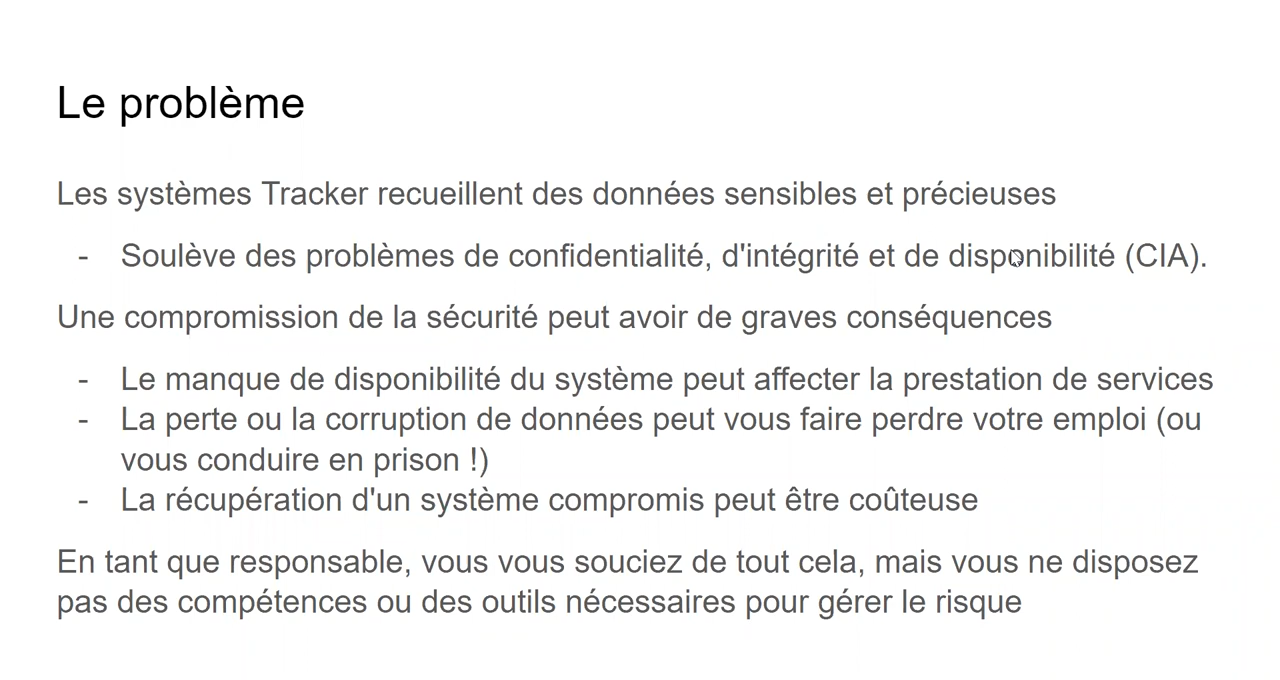 Le problème
Les systèmes Tracker recueillent des données sensibles et précieuses
- Soulève des problèmes de confidentialité, d'intégrité et de disponibilité (CIA).
Une compromission de la sécurité peut avoir de graves conséquences
- Le manque de disponibilité du système peut affecter la prestation de services
- La perte ou la corruption de données peut vous faire perdre votre emploi (ou
vous conduire en prison !)
- La récupération d'un système compromis peut être coûteuse
En tant que responsable, vous vous souciez de tout cela, mais vous ne disposez
pas des compétences ou des outils nécessaires pour gérer le risque